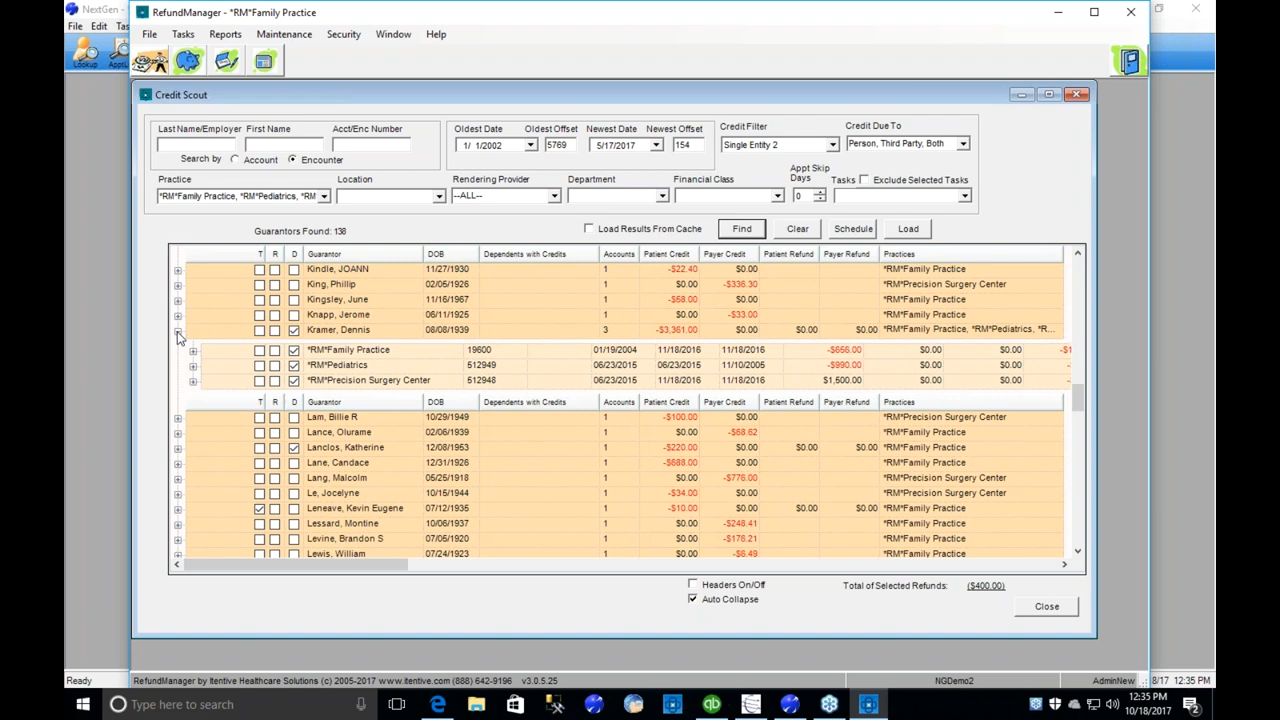 NextGen -
RefundManager - *RM*Family Practice
File Edit Tas
File Tasks Reports Maintenance Security Window Help
Lookup ApptL
Credit Scout
Last Name/Employer First Name Acct/Enc Number
Oldest Date Oldest Offset Newest Date Newest Offset
Credit Filter Credit Due To
1/ 1/2002 5769 5/17/2017 154
Single Entity 2 Person, Third Party, Both
Search by Account Encounter
Appt Skip Days
Practice Location Rendering Provider Department Financial Class
Tasks Exclude Selected Tasks
*RM*Family Practice, *RM*Pediatrics, *RM --ALL-- 0
Guarantors Found: 138
Load Results From Cache Find Clear Schedule Load
T R D Guarantor DOB Dependents with Credits Accounts Patient Credit Payer Credit Patient Refund Payer Refund Practices
Kindle, JOANN 11/27/1930 1 -$22.40 $0.00 *RM*Family Practice
King, Phillip 02/05/1926 1 $0.00 -$336.30 *RM*Precision Surgery Center
Kingsley, June 11/16/1967 1 -$58.00 $0.00 *RM*Family Practice
Knapp, Jerome 06/11/1925 1 $0.00 -$33.00 *RM*Family Practice
Kramer, Dennis 08/08/1939 3 -$3,361.00 $0.00 $0.00 $0.00 *RM*Family Practice, *RM*Pediatrics, *R...
*RM*Family Practice 19600 01/19/2004 11/18/2016 11/18/2016 -$656.00 $0.00 $0.00 -$1
*RM*Pediatrics 512949 06/23/2015 06/23/2015 11/10/2005 -$990.00 $0.00 $0.00 -
*RM*Precision Surgery Center 512948 06/23/2015 11/18/2016 11/18/2016 $1,600.00 $0.00 $0.00 -
T R D Guarantor DOB Dependents with Credits Accounts Patient Credit Payer Credit Patient Refund Payer Refund Practices
Lam, Billie R 10/29/1949 1 -$100.00 $0.00 *RM*Precision Surgery Center
Lance, Olurame 02/06/1939 1 $0.00 -$68.62 *RM*Family Practice
Lanclos, Katherine 12/08/1953 1 -$220.00 $0.00 $0.00 $0.00 *RM*Family Practice
Lane, Candace 12/31/1926 1 -$688.00 $0.00 *RM*Family Practice
Lang, Malcolm 05/25/1918 1 $0.00 -$776.00 *RM*Precision Surgery Center
Le, Jocelyne 10/15/1944 1 -$34.00 $0.00 *RM*Precision Surgery Center
Leneave, Kevin Eugene 07/12/1935 1 -$10.00 $0.00 $0.00 $0.00 *RM*Family Practice
Lessard, Montine 10/06/1937 1 $0.00 -$248.41 *RM*Family Practice
Levine, Brandon S 07/05/1920 1 $0.00 -$176.21 *RM*Family Practice
Lewis, William 07/24/1923 1 $0.00 -$6.49 *RM*Family Practice
Headers On/Off Total of Selected Refunds: ($400.00)
Auto Collapse
Close
Ready RefundManager by Itentive Healthcare Solutions (c) 2005-2017 www.itentive.com (888) 642-9196 v3.0.5.25 NGDemo2 AdminNew 8/17 12:35 PM
Type here to search
12:35 PM
10/18/2017
2